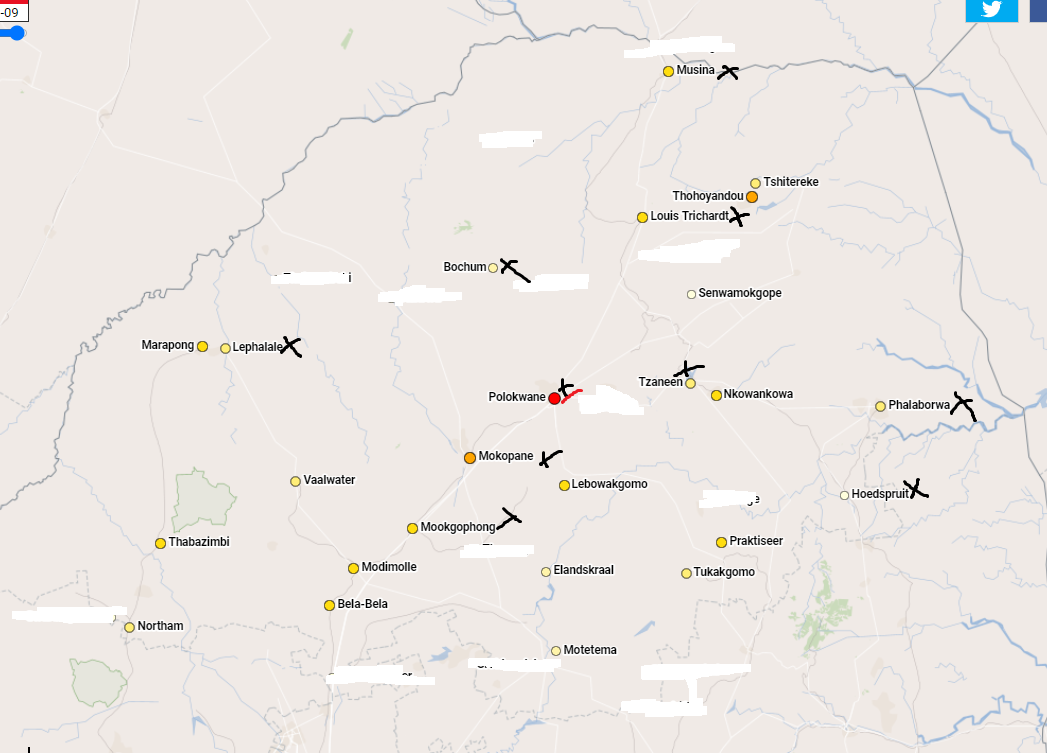 -09
Musina
Tshitereke
Thohoyandou
Louis Trichardt
Bochum
Senwamokgope
Marapong
Lephalale
Tzaneen
Nkowankowa
Polokwane
Phalaborwa
Mokopane
Vaalwater
Lebowakgomo
Hoedspruit
Mookgophong
Thabazimbi
Praktiseer
Modimolle
Elandskraal
Tukakgomo
Bela-Bela
Northam
Motetema